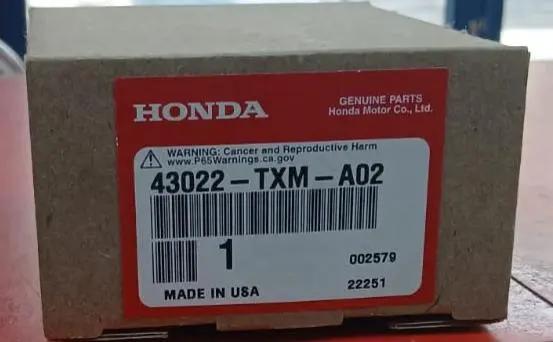 HONDA
GENUINE PARTS
Honda Motor Co., Ltd.
WARNING: Cancer and Reproductive Harm
www.P65Warnings.ca.gov
43022-TXM-A02
1
002579
MADE IN USA
22251